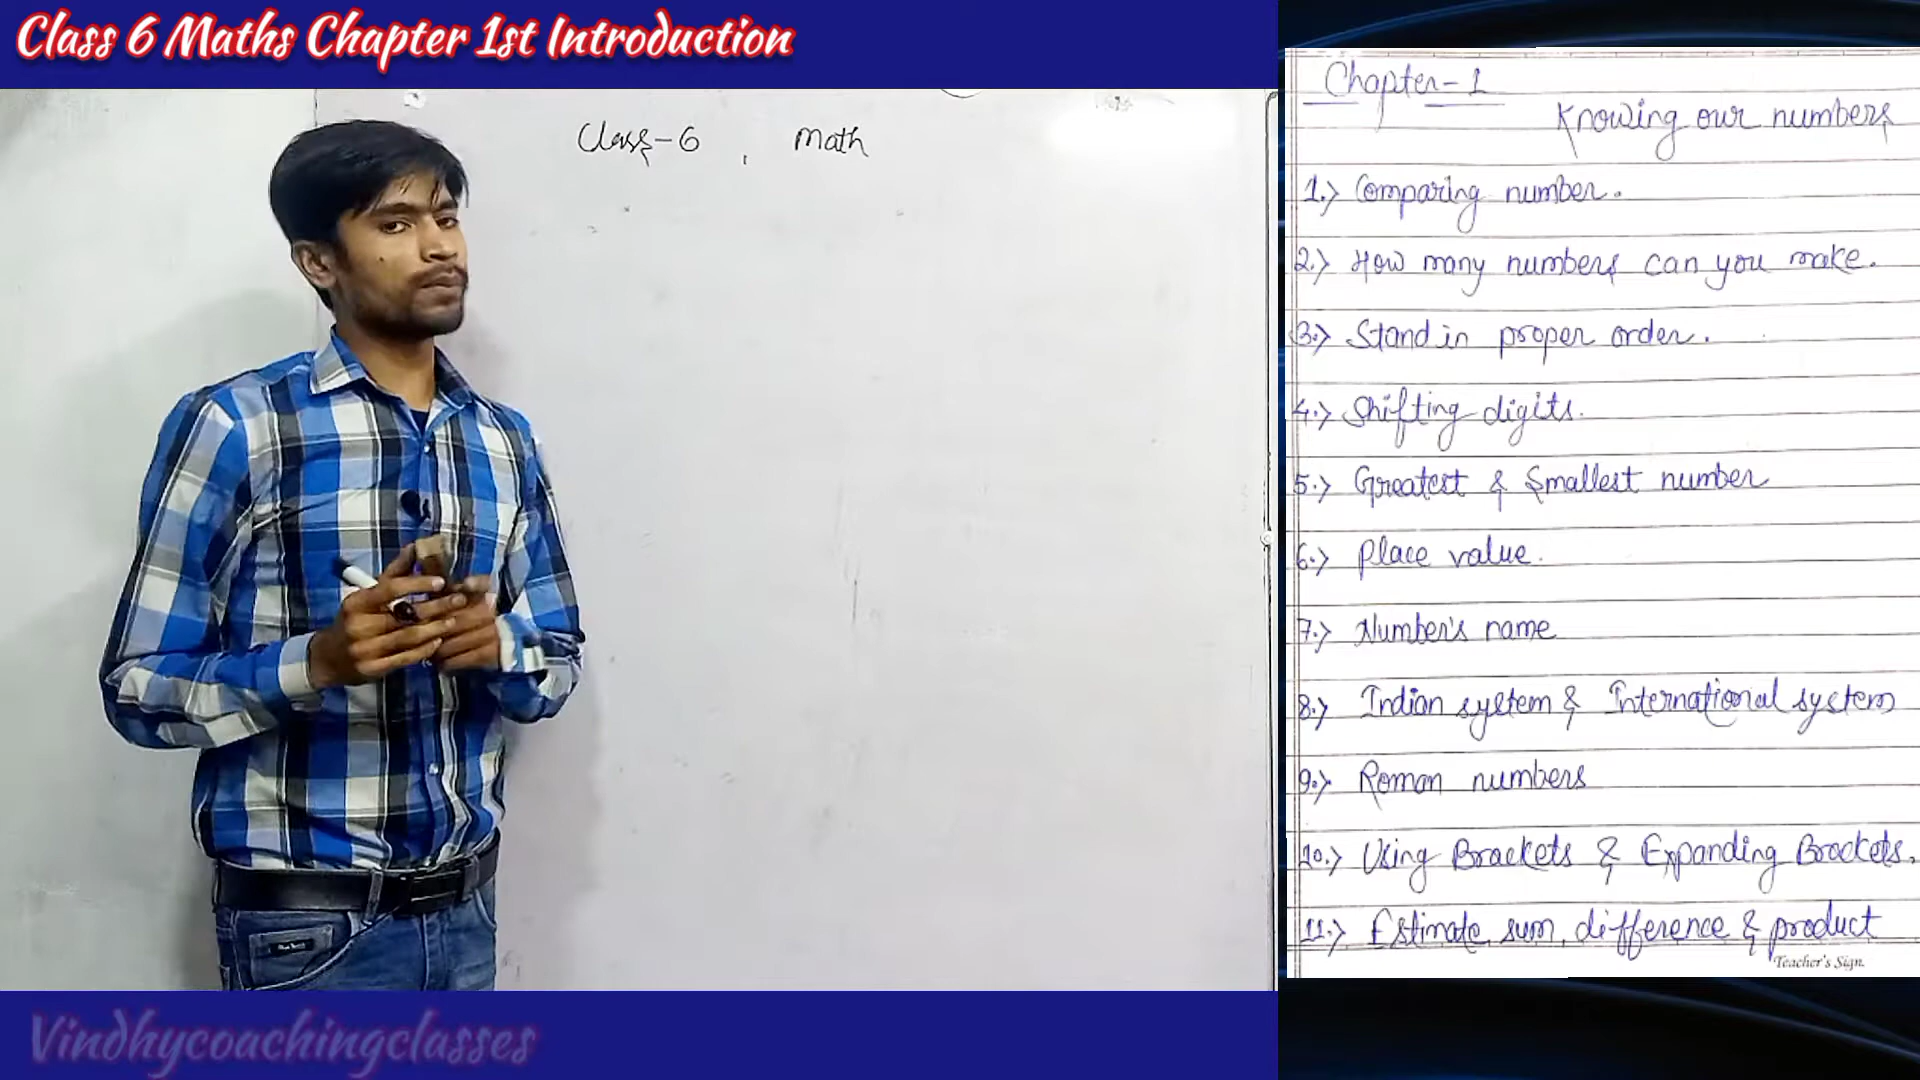 Class 6 Maths Chapter 1st Introduction
Class-6 , Math
Chapter-1
Knowing our numbers
1.> Comparing number.
2.> How many numbers can you make.
3.> Stand in proper order.
4.> Shifting digits.
5.> Greatest & Smallest number
6.> Place value.
7.> Number's name
8.> Indian system & International system
9.> Roman numbers
10.> Using Brackets & Expanding Brackets.
11.> Estimate sum, difference & product
Teacher's Sign.
Vindhycoachingclasses